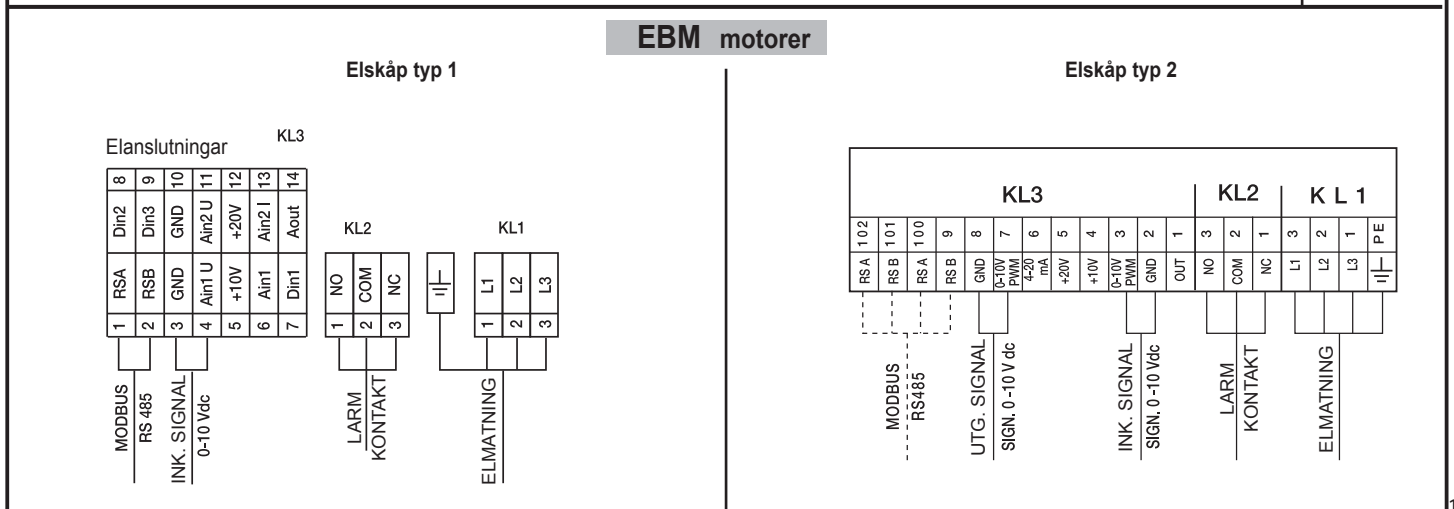 EBM motorer
Elskåp typ 1
Elanslutningar
KL3
8 9 10 11 12 13 14
Din2 Din3 GND Ain2 U +20V Ain2 I Aout
RSA RSB GND Ain1 U +10V Ain1 Din1
1 2 3 4 5 6 7
MODBUS
RS 485
INK. SIGNAL
0-10 Vdc
KL2
NO COM NC
1 2 3
LARM
KONTAKT
KL1
L1 L2 L3
1 2 3
ELMATNING
Elskåp typ 2
KL3 KL2 KL1
102 101 100 9 8 7 6 5 4 3 2 1 3 2 1 3 2 1 PE
RS A RS B RS A RS B GND 0-10V PWM 4-20 mA +20V +10V 0-10V PWM GND OUT NO COM NC L1 L2 L3
MODBUS
RS485
UTG. SIGNAL
SIGN. 0 -10 V dc
INK. SIGNAL
SIGN. 0 -10 Vdc
LARM
KONTAKT
ELMATNING
1